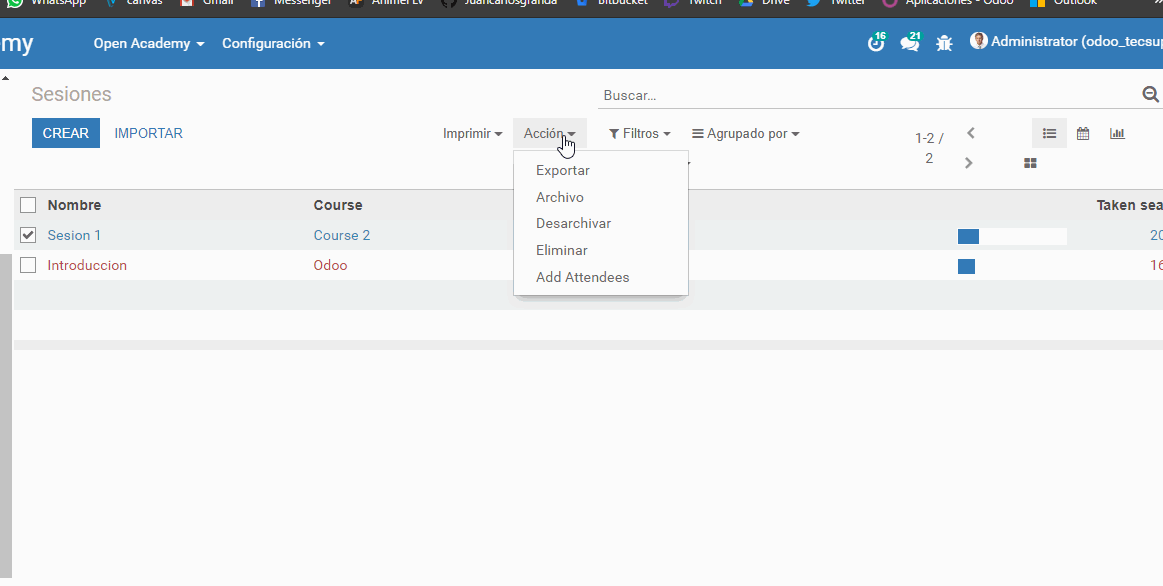 WhatsApp canvas Gmail Messenger AnimeFLV Juancarlosgranda Bitbucket Twitch Drive Twitter Aplicaciones - Odoo Outlook
my Open Academy Configuración 16 21 Administrator (odoo_tecsup
Sesiones Buscar...
CREAR IMPORTAR Imprimir Acción Filtros Agrupado por 1-2 / 2
Exportar
Archivo
Desarchivar
Eliminar
Add Attendees
Nombre Course Taken sea
Sesion 1 Course 2 20
Introduccion Odoo 16